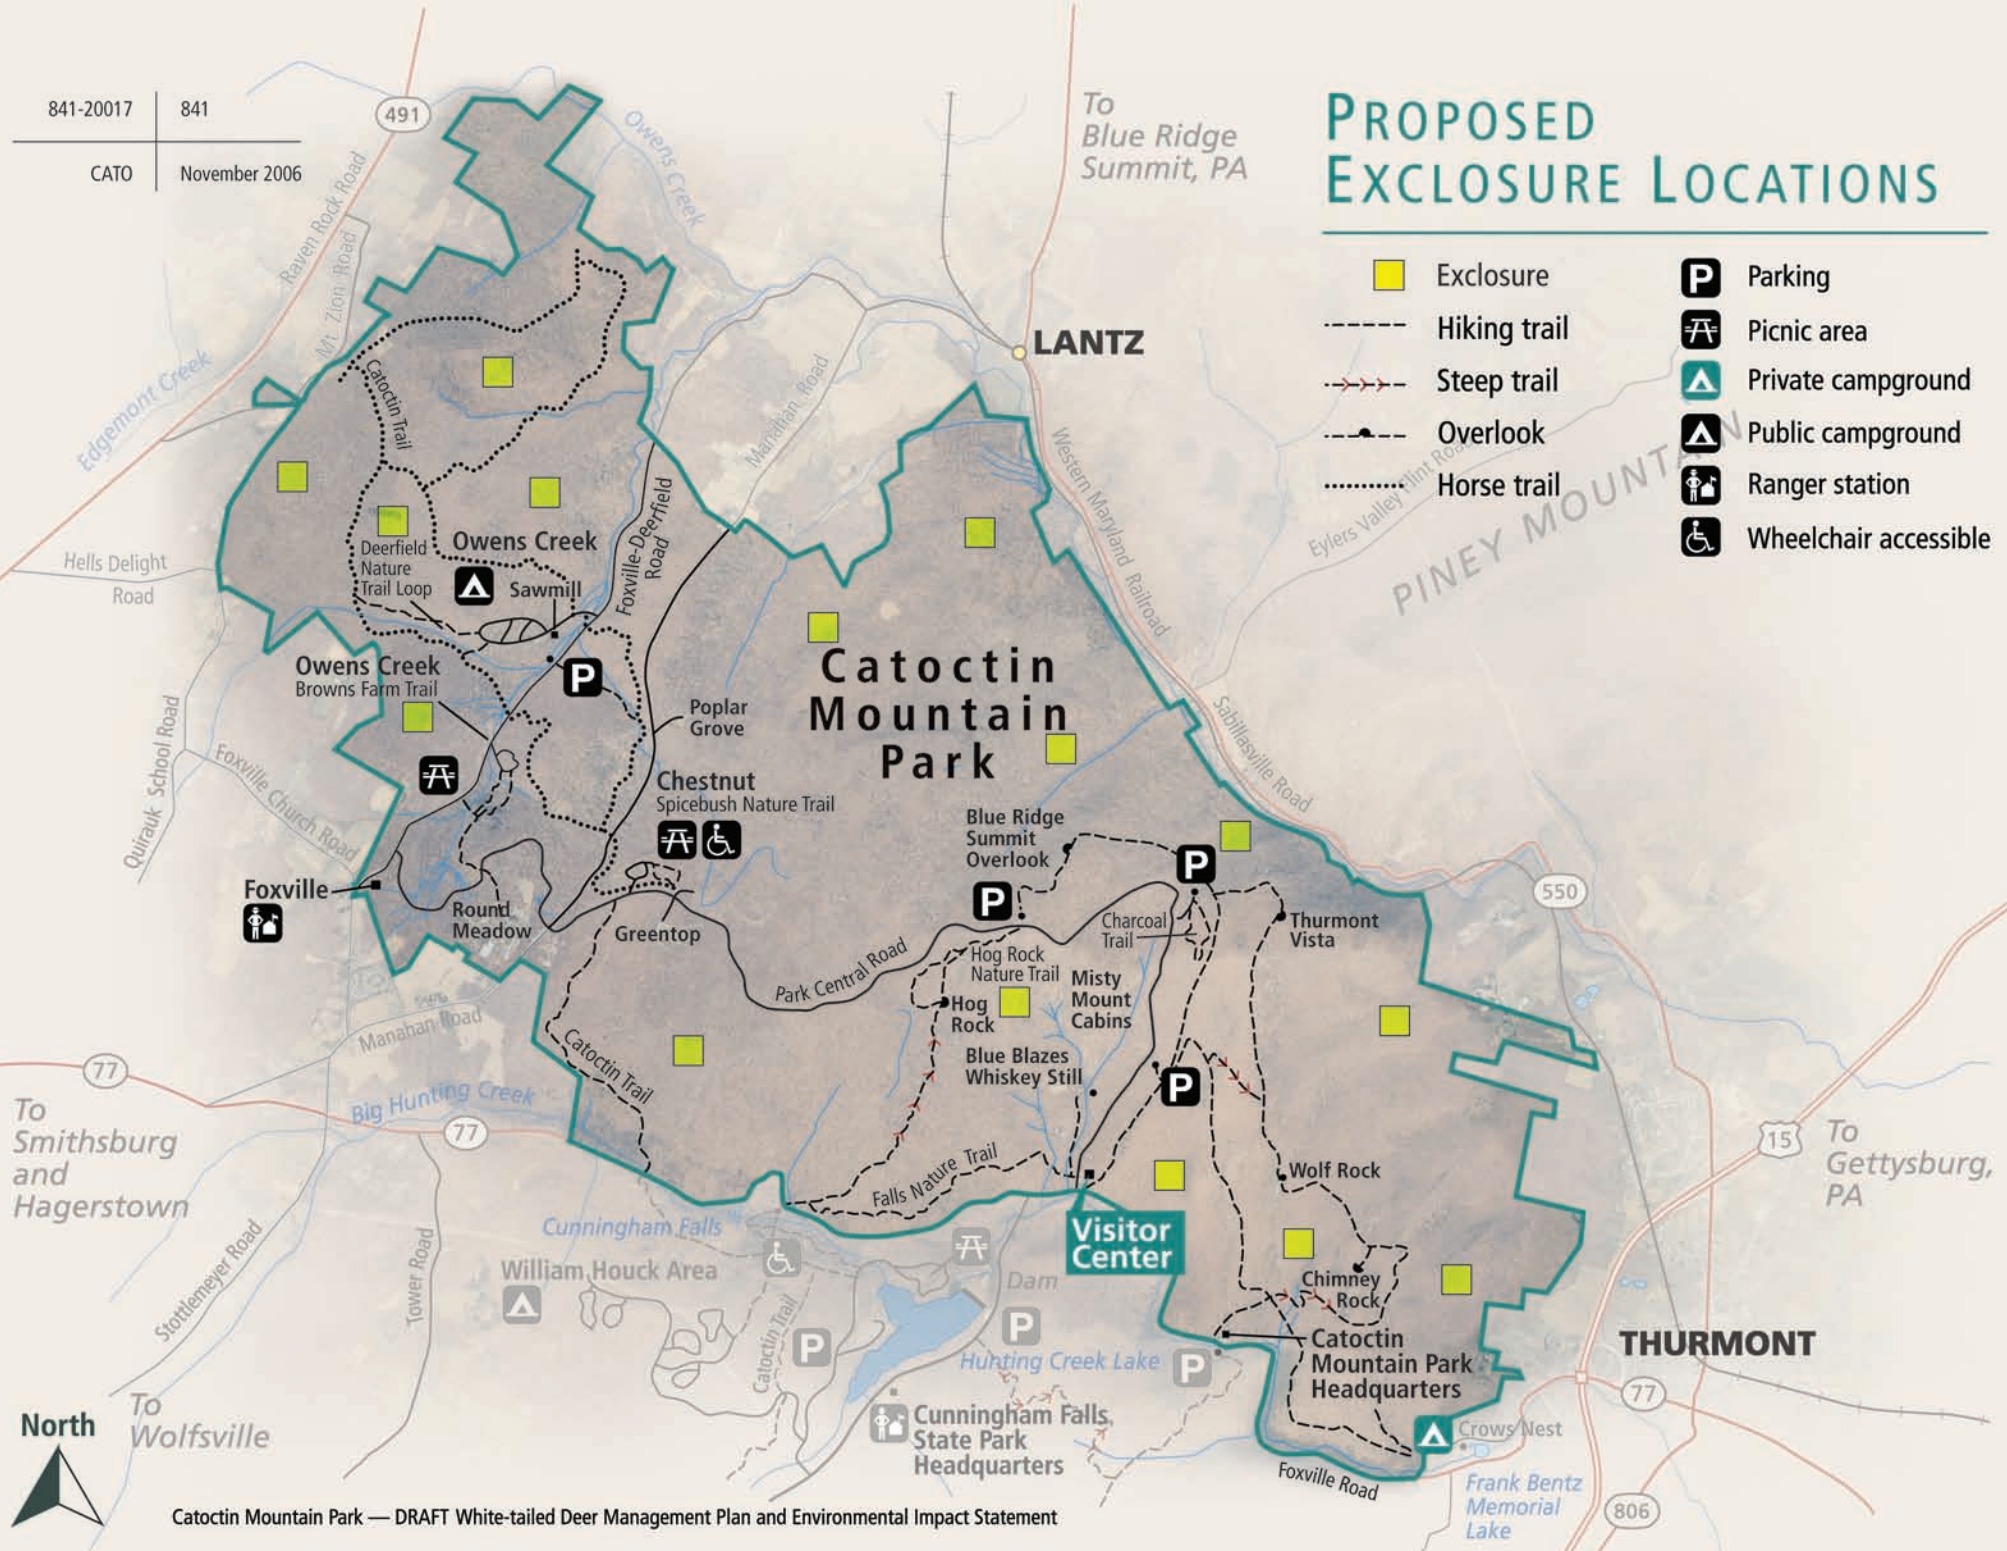 841-20017
841
CATO
November 2006
PROPOSED
EXCLOSURE LOCATIONS
Exclosure
Hiking trail
Steep trail
Overlook
Horse trail
P
Parking
Picnic area
Private campground
Public campground
Ranger station
Wheelchair accessible
491
Owens Creek
To
Blue Ridge
Summit, PA
Raven Rock Road
Mt. Zion Road
Edgemont Creek
LANTZ
Catoctin Trail
Manahan Road
Western Maryland Railroad
Eylers Valley Flint Road
PINEY MOUNTAIN
Hells Delight
Road
Deerfield
Nature
Trail Loop
Owens Creek
Sawmill
Foxville-Deerfield
Road
Owens Creek
Browns Farm Trail
P
Poplar
Grove
Catoctin
Mountain
Park
Quirauk School Road
Foxville Church Road
Sabillasville Road
Chestnut
Spicebush Nature Trail
Blue Ridge
Summit
Overlook
P
P
Foxville
Round
Meadow
Greentop
Charcoal
Trail
Thurmont
Vista
550
Park Central Road
Hog Rock
Nature Trail
Misty
Mount
Cabins
Hog
Rock
Manahan Road
Catoctin Trail
Blue Blazes
Whiskey Still
P
77
Big Hunting Creek
77
To
Smithsburg
and
Hagerstown
15
To
Gettysburg,
PA
Falls Nature Trail
Wolf Rock
Visitor
Center
Cunningham Falls
William Houck Area
Stottlemeyer Road
Tower Road
Catoctin Trail
P
Dam
P
Hunting Creek Lake
P
Chimney
Rock
Catoctin
Mountain Park
Headquarters
THURMONT
77
North
To
Wolfsville
Cunningham Falls
State Park
Headquarters
Crows Nest
Foxville Road
Frank Bentz
Memorial
Lake
806
Catoctin Mountain Park — DRAFT White-tailed Deer Management Plan and Environmental Impact Statement